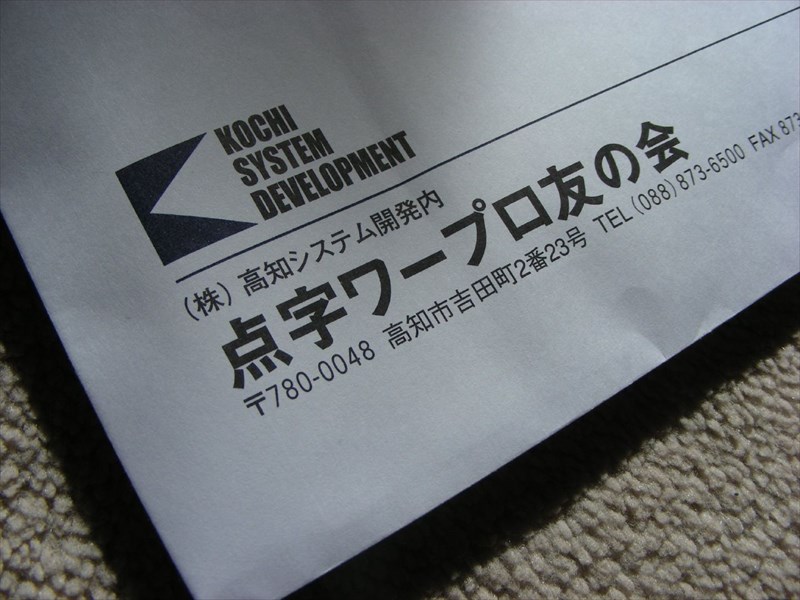 KOCHI
SYSTEM
DEVELOPMENT
（株）高知システム開発内
点字ワープロ友の会
〒780-0048 高知市吉田町2番23号 TEL(088)873-6500 FAX 873